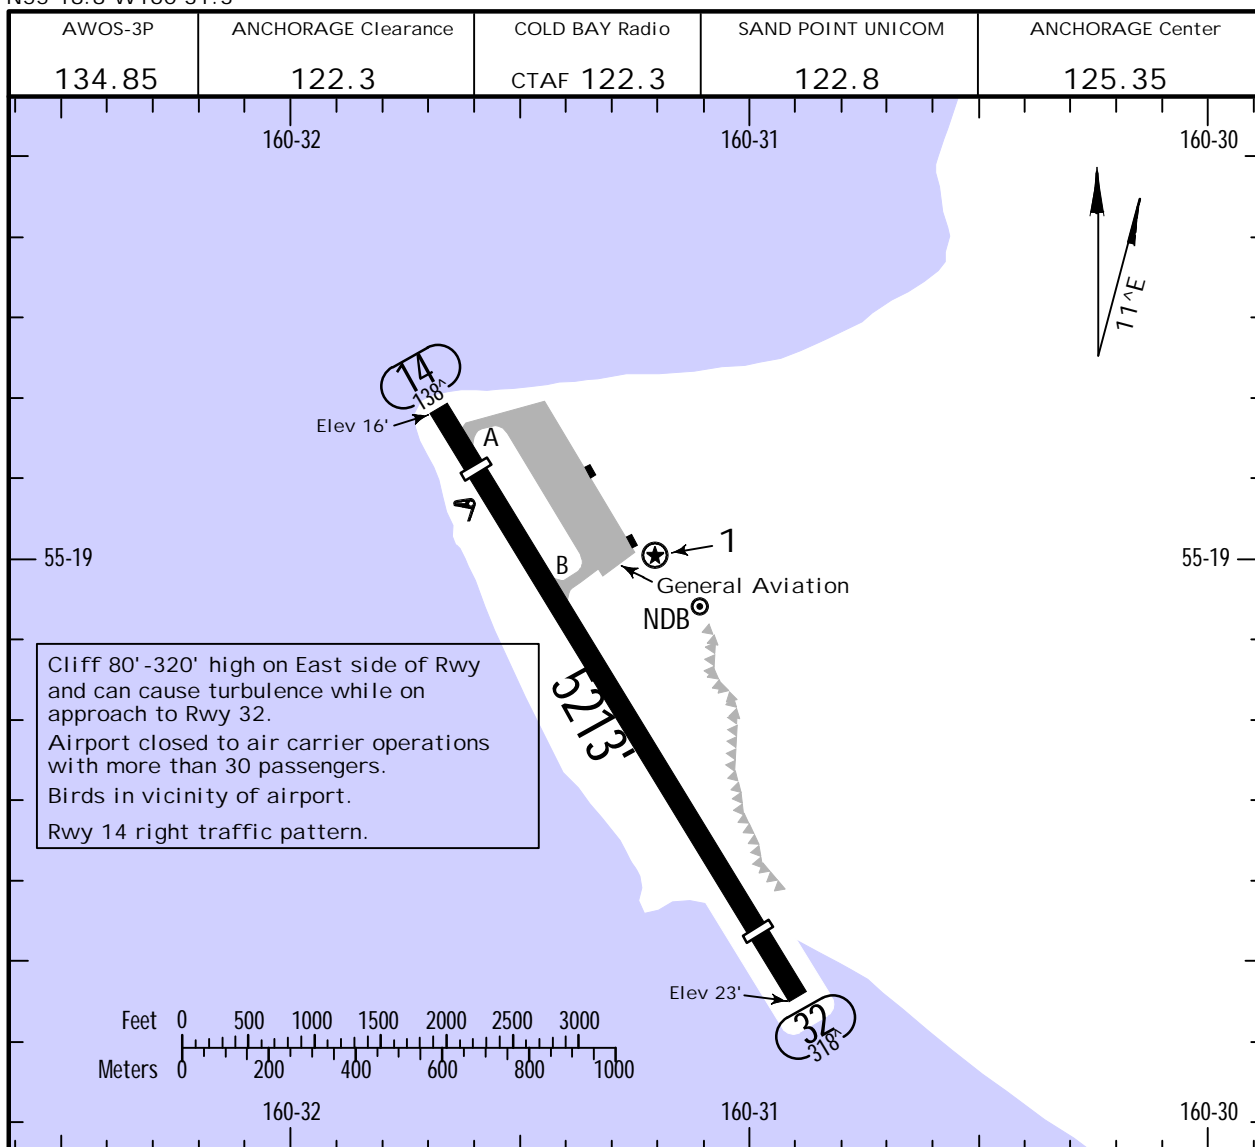 AWOS-3P
134.85
ANCHORAGE Clearance
122.3
COLD BAY Radio
CTAF 122.3
SAND POINT UNICOM
122.8
ANCHORAGE Center
125.35
160-32
160-31
160-30
11^E
14
138^
Elev 16'
A
B
1
General Aviation
NDB
55-19
55-19
5213'
Cliff 80'-320' high on East side of Rwy
and can cause turbulence while on
approach to Rwy 32.
Airport closed to air carrier operations
with more than 30 passengers.
Birds in vicinity of airport.
Rwy 14 right traffic pattern.
Elev 23'
32
318^
Feet 0 500 1000 1500 2000 2500 3000
Meters 0 200 400 600 800 1000
160-32
160-31
160-30